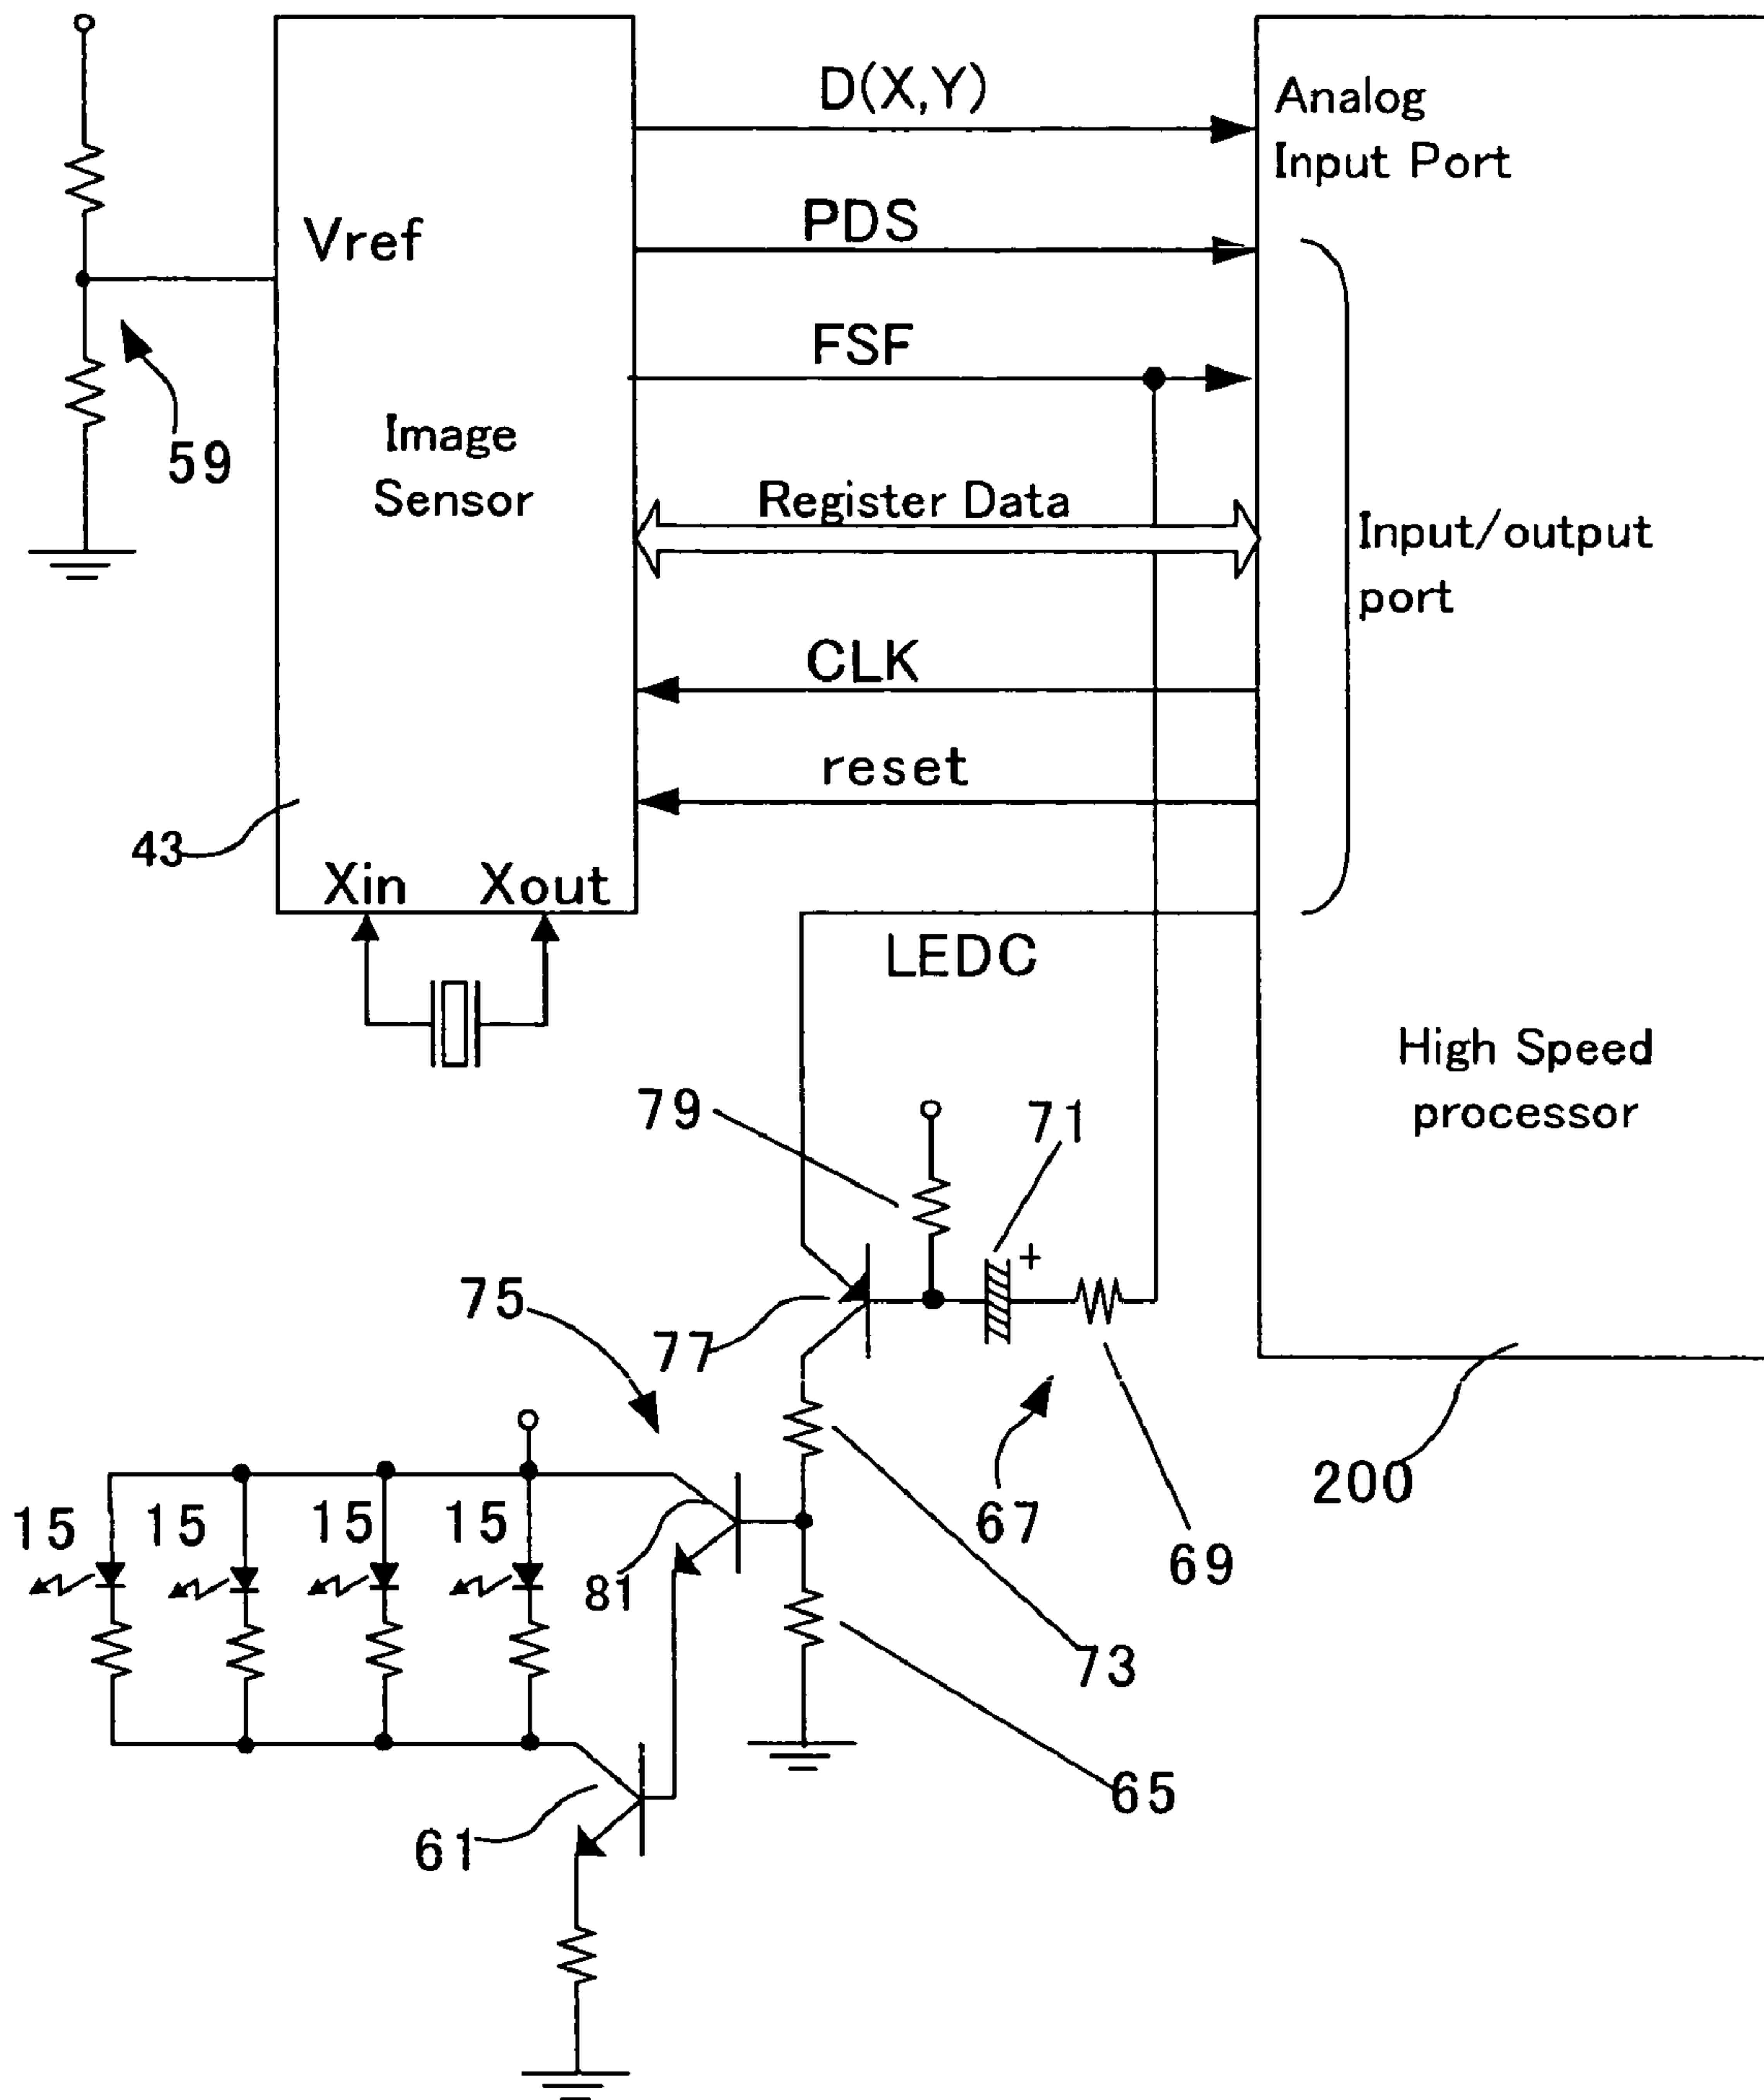 D(X,Y)
Analog
Input Port
PDS
Vref
FSF
Image
Sensor
59
Register Data
Input/output
port
CLK
reset
43
Xin
Xout
LEDC
High Speed
processor
79
71
+
75
77
200
67
69
15
15
15
15
81
73
65
61